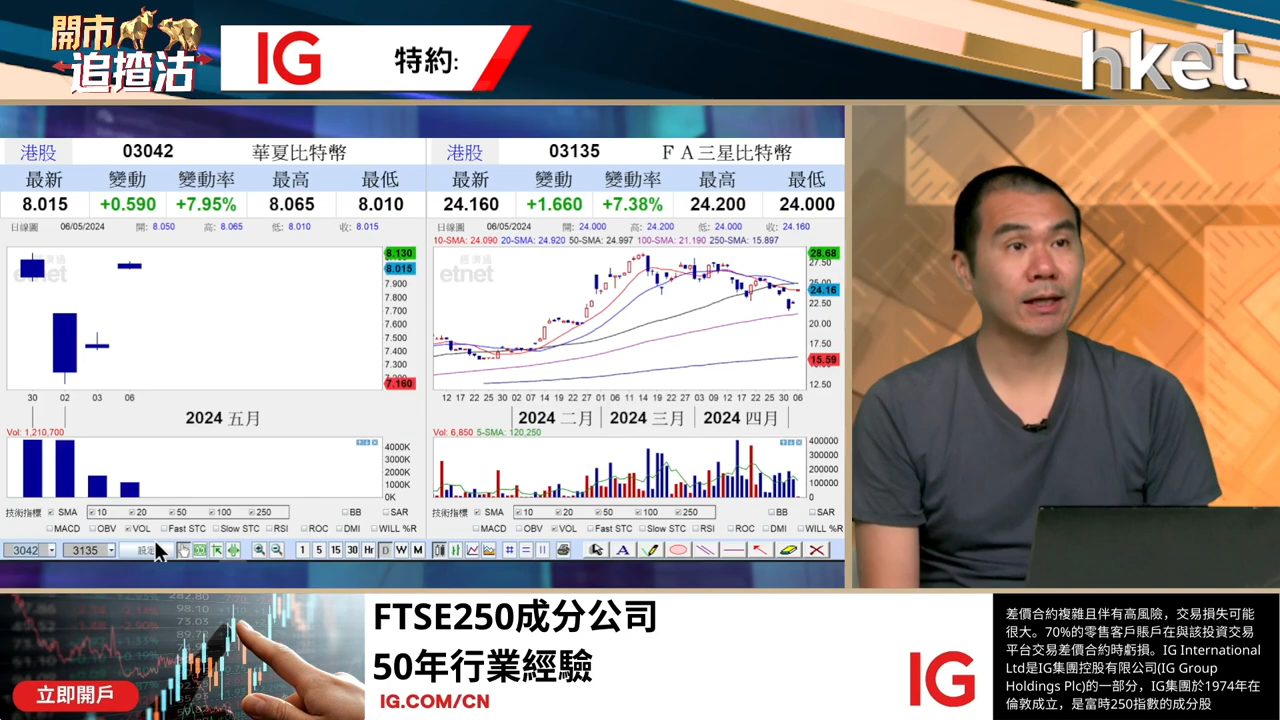 開市
追揸沽
IG 特約:
hket
港股 03042 華夏比特幣
最新 變動 變動率 最高 最低
8.015 +0.590 +7.95% 8.065 8.010
日線圖 06/05/2024 開: 8.050 高: 8.065 低: 8.010 收: 8.015
經濟通
etnet
8.130
8.015
7.900
7.800
7.700
7.600
7.500
7.400
7.300
7.160
30 02 03 06
2024 五月
Vol: 1,210,700
4000K
3000K
2000K
1000K
0K
技術指標 SMA 10 20 50 100 250 BB SAR
MACD OBV VOL Fast STC Slow STC RSI ROC DMI WILL %R
港股 03135 ＦＡ三星比特幣
最新 變動 變動率 最高 最低
24.160 +1.660 +7.38% 24.200 24.000
日線圖 06/05/2024 開: 24.000 高: 24.200 低: 24.000 收: 24.160
10-SMA: 24.090 20-SMA: 24.920 50-SMA: 24.997 100-SMA: 21.190 250-SMA: 15.897
經濟通
etnet
28.68
27.50
25.00
24.16
22.50
20.00
17.50
15.59
12.50
12 17 22 25 30 02 07 14 19 22 27 01 06 11 14 19 22 27 03 09 12 17 22 25 30 06
2024 二月 2024 三月 2024 四月
Vol: 6,850 5-SMA: 120,250
400000
300000
200000
100000
0
技術指標 SMA 10 20 50 100 250 BB SAR
MACD OBV VOL Fast STC Slow STC RSI ROC DMI WILL %R
3042 3135 設定 1 5 15 30 Hr D W M A
立即開戶
FTSE250成分公司
50年行業經驗
IG.COM/CN
IG
差價合約複雜且伴有高風險，交易損失可能
很大。70%的零售客戶賬戶在與該投資交易
平台交易差價合約時虧損。IG International
Ltd是IG集團控股有限公司(IG Group
Holdings Plc)的一部分，IG集團於1974年在
倫敦成立，是富時250指數的成分股